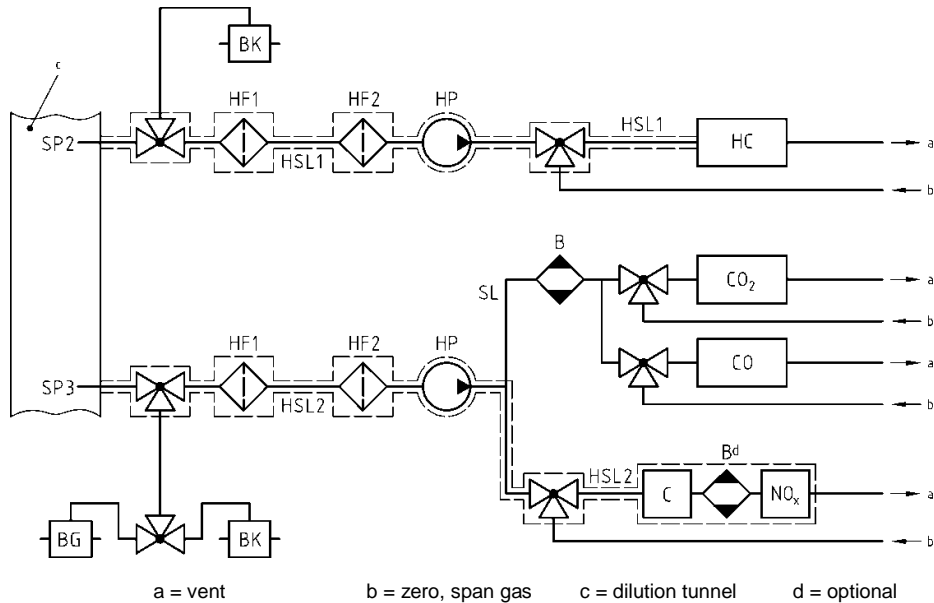 BK
c
HF1 HF2 HP
HSL1
SP2
HSL1
HC
a
b
B
SL
CO2
a
b
HF1 HF2 HP
CO
a
SP3
HSL2
b
Bd
HSL2
C
NOx
a
BG
BK
b
a = vent b = zero, span gas c = dilution tunnel d = optional